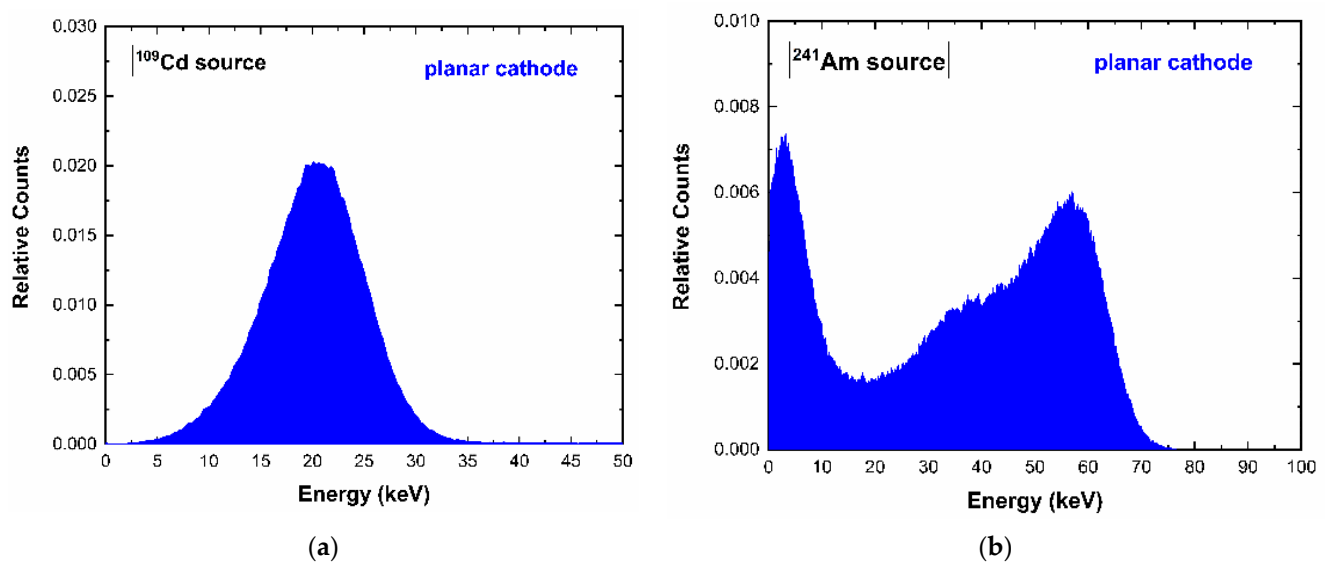 0.030
0.025
0.020
0.015
0.010
0.005
0.000
Relative Counts
¹⁰⁹Cd source
planar cathode
0 5 10 15 20 25 30 35 40 45 50
Energy (keV)
(a)
0.010
0.008
0.006
0.004
0.002
0.000
Relative Counts
²⁴¹Am source
planar cathode
0 10 20 30 40 50 60 70 80 90 100
Energy (keV)
(b)